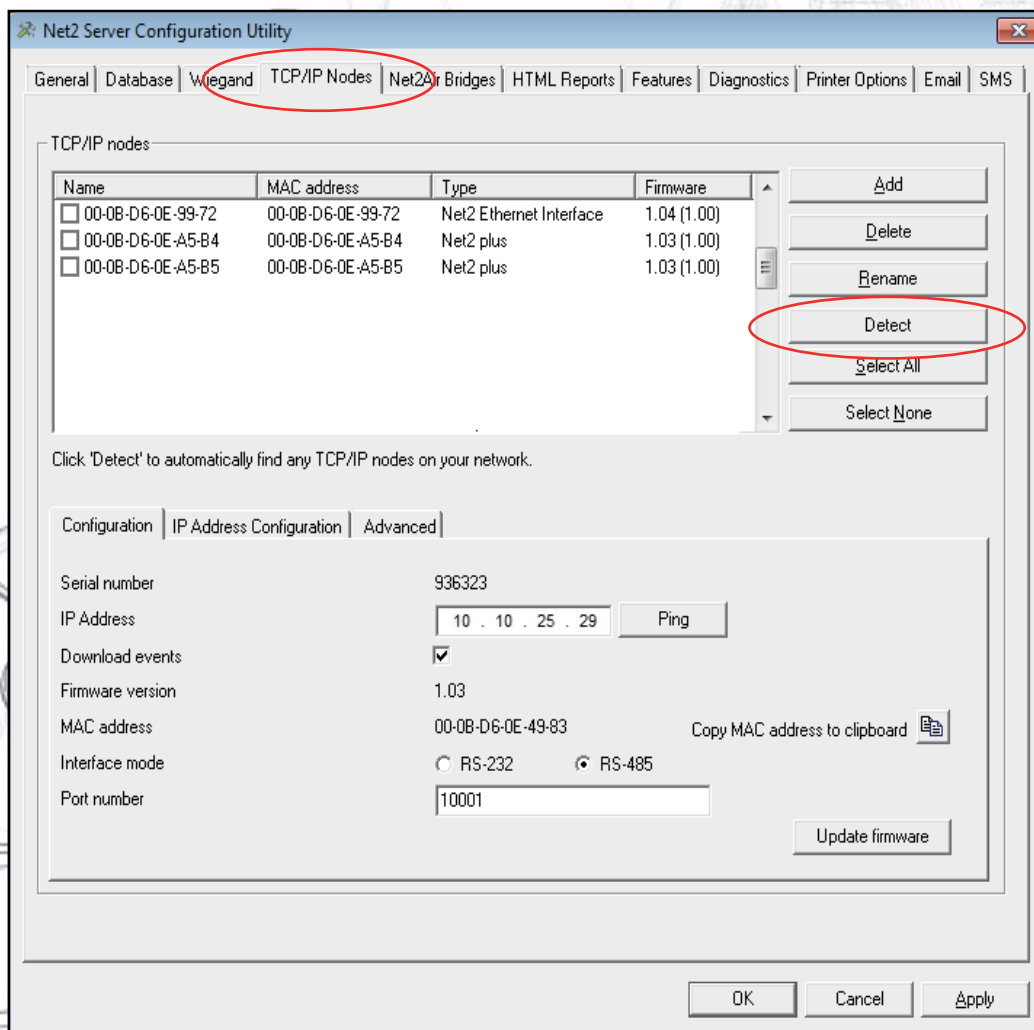 Net2 Server Configuration Utility
General Database Wiegand TCP/IP Nodes Net2Air Bridges HTML Reports Features Diagnostics Printer Options Email SMS
TCP/IP nodes
Name MAC address Type Firmware
00-0B-D6-0E-99-72 00-0B-D6-0E-99-72 Net2 Ethernet Interface 1.04 (1.00)
00-0B-D6-0E-A5-B4 00-0B-D6-0E-A5-B4 Net2 plus 1.03 (1.00)
00-0B-D6-0E-A5-B5 00-0B-D6-0E-A5-B5 Net2 plus 1.03 (1.00)
Add
Delete
Rename
Detect
Select All
Select None
Click 'Detect' to automatically find any TCP/IP nodes on your network.
Configuration IP Address Configuration Advanced
Serial number 936323
IP Address 10 . 10 . 25 . 29 Ping
Download events
Firmware version 1.03
MAC address 00-0B-D6-0E-49-83 Copy MAC address to clipboard
Interface mode RS-232 RS-485
Port number 10001
Update firmware
OK Cancel Apply